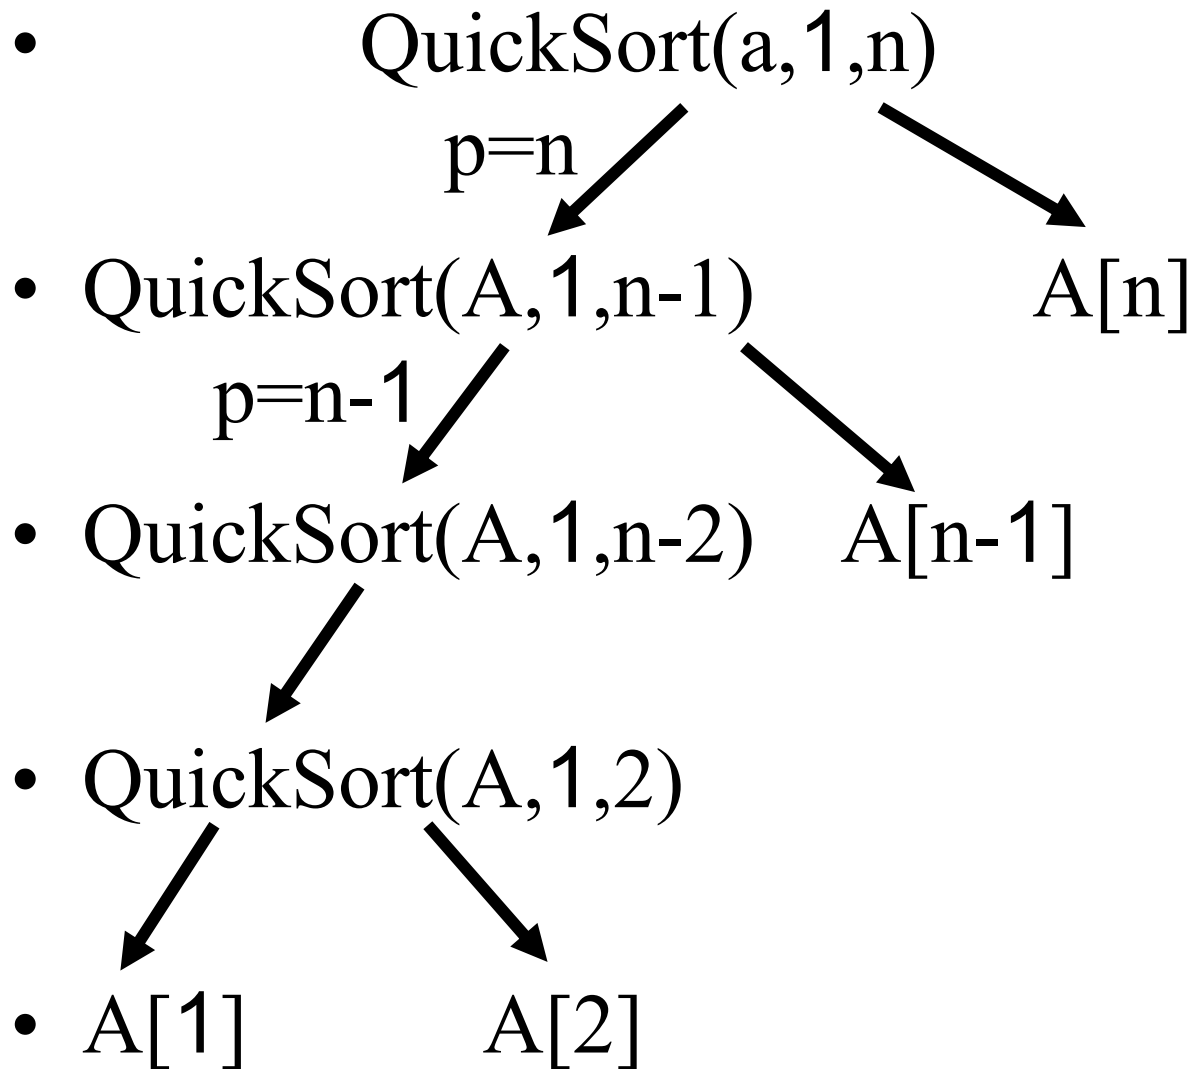 • QuickSort(a,1,n)
p=n
• QuickSort(A,1,n-1) A[n]
p=n-1
• QuickSort(A,1,n-2) A[n-1]
• QuickSort(A,1,2)
• A[1] A[2]